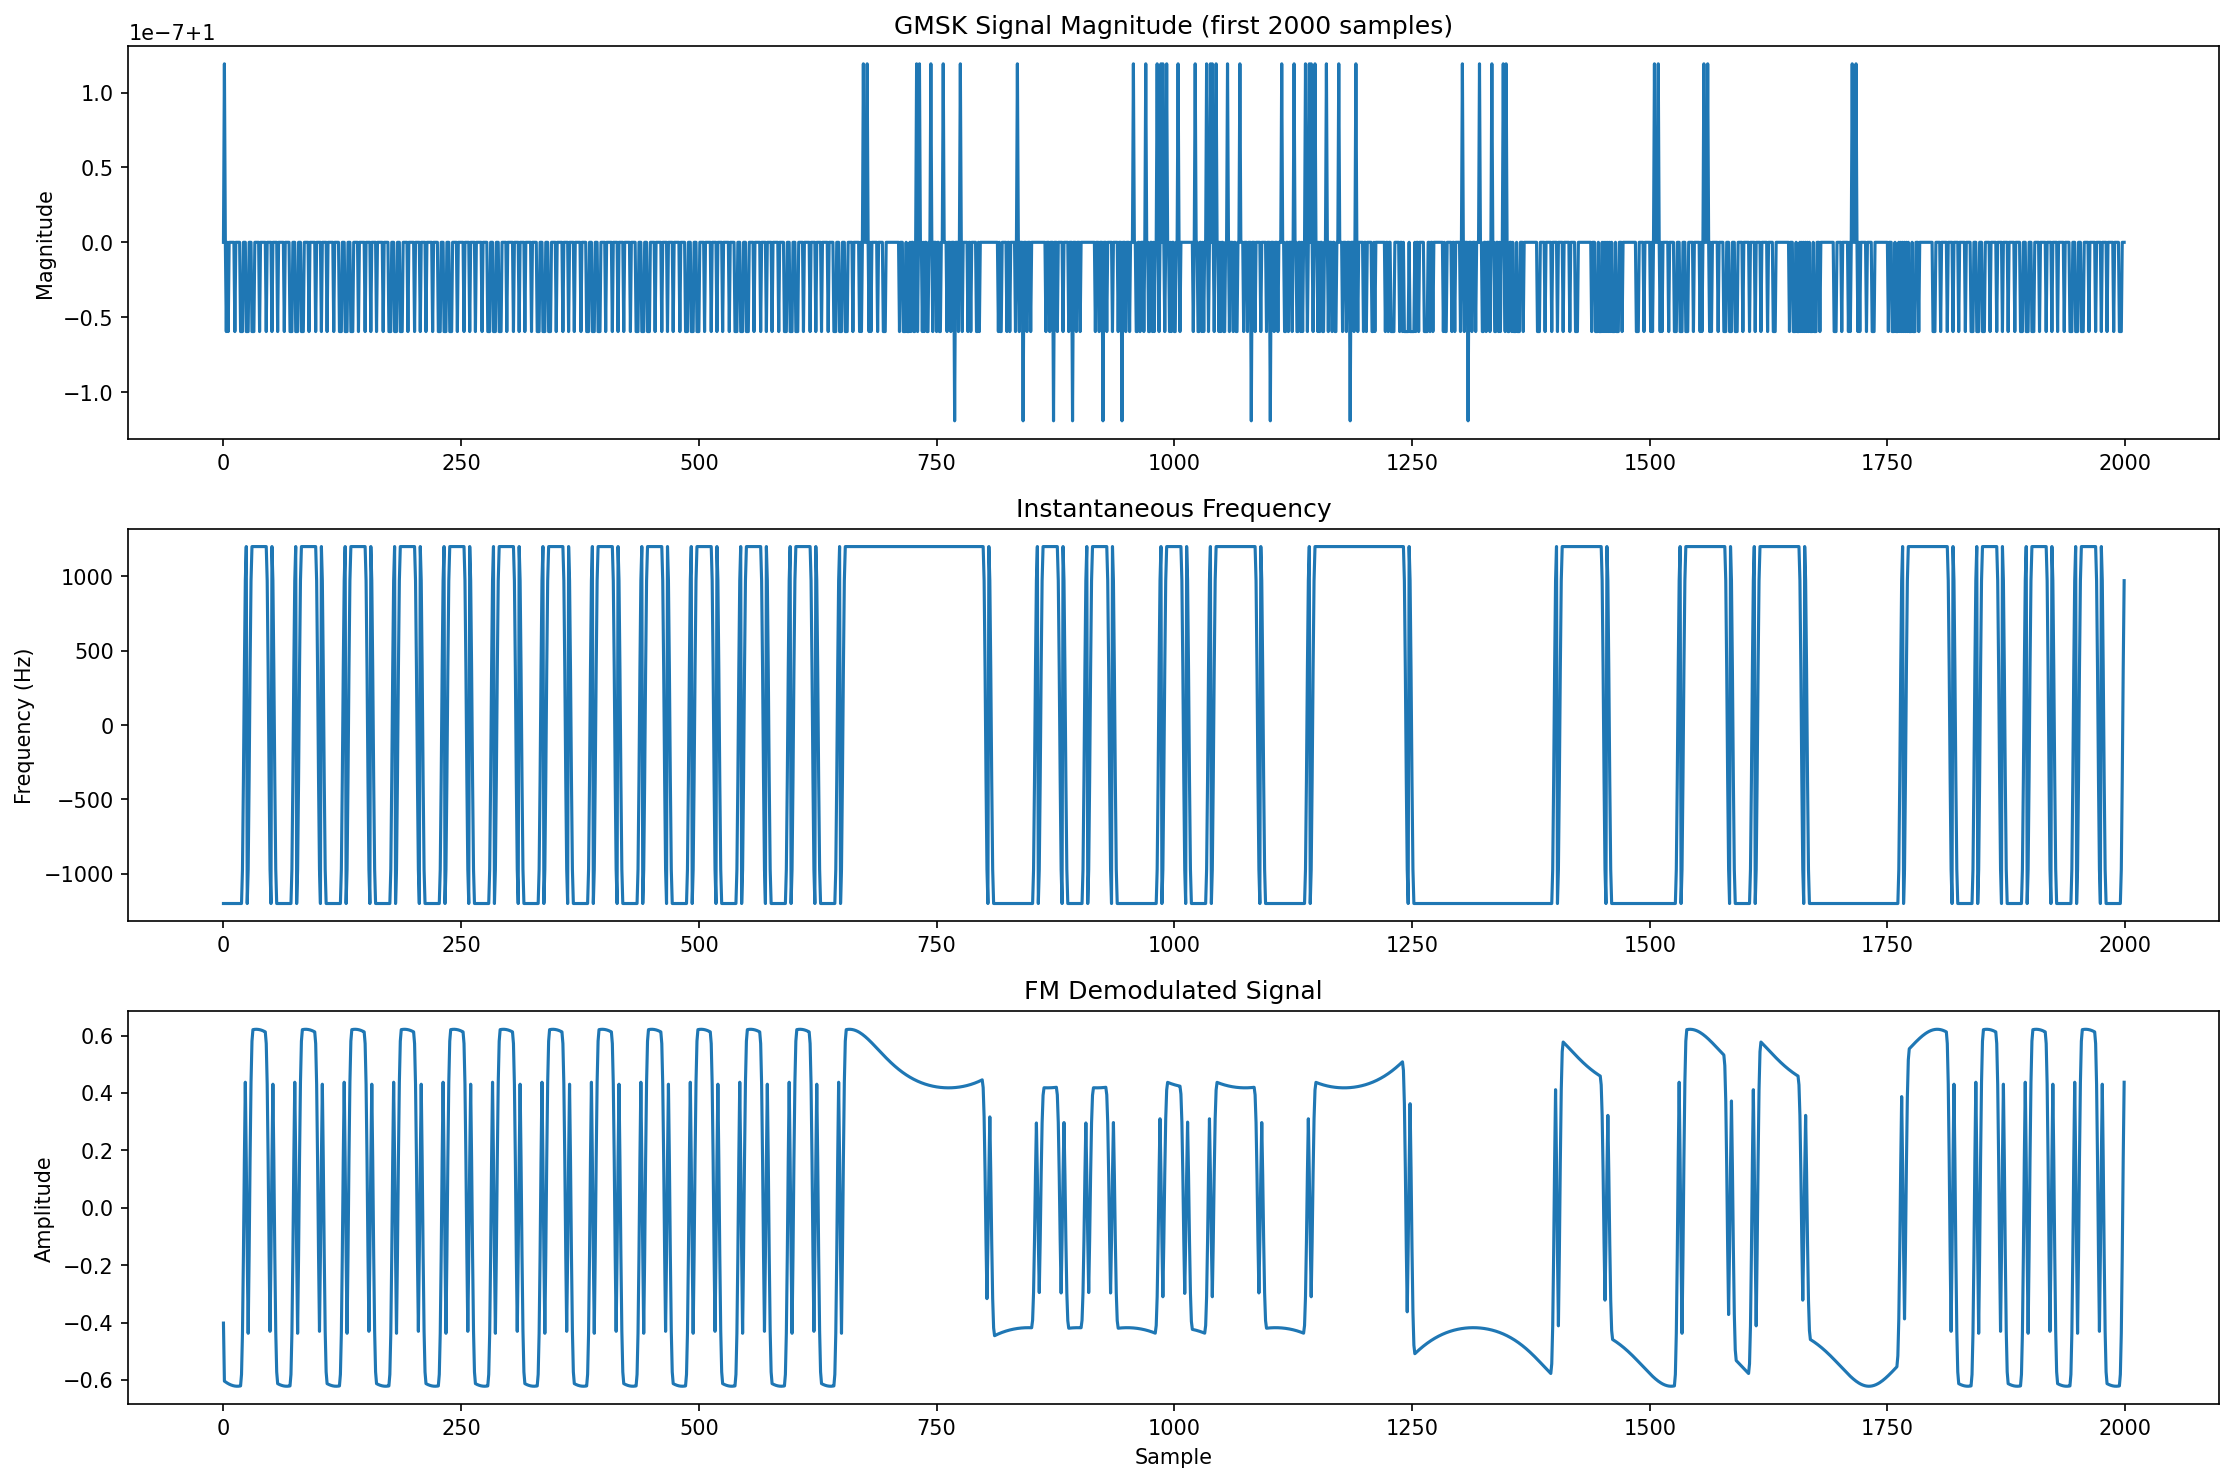 GMSK Signal Magnitude (first 2000 samples)
1e−7+1
1.0
0.5
0.0
−0.5
−1.0
Magnitude
0 250 500 750 1000 1250 1500 1750 2000
Instantaneous Frequency
1000
500
0
−500
−1000
Frequency (Hz)
0 250 500 750 1000 1250 1500 1750 2000
FM Demodulated Signal
0.6
0.4
0.2
0.0
−0.2
−0.4
−0.6
Amplitude
0 250 500 750 1000 1250 1500 1750 2000
Sample